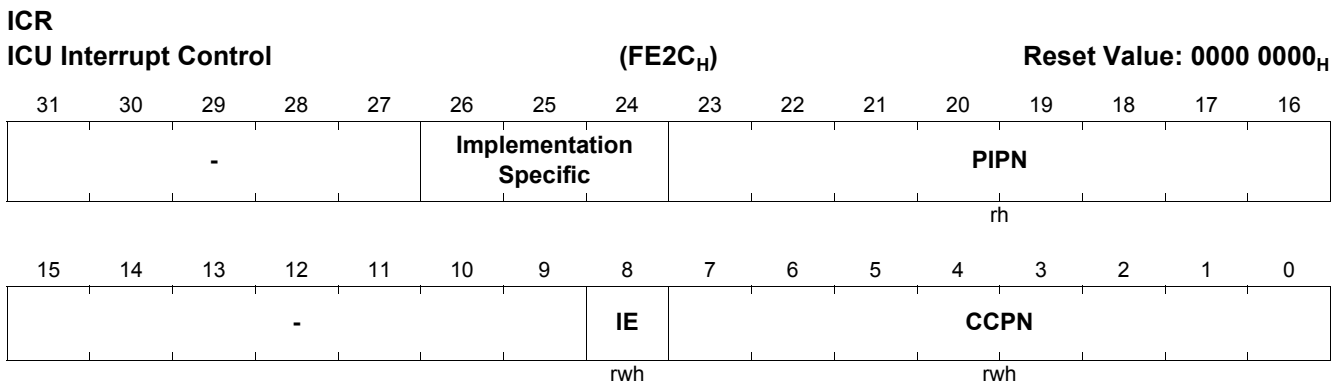 ICR
ICU Interrupt Control (FE2CH) Reset Value: 0000 0000H
31 30 29 28 27 26 25 24 23 22 21 20 19 18 17 16
- Implementation Specific PIPN
rh
15 14 13 12 11 10 9 8 7 6 5 4 3 2 1 0
- IE CCPN
rwh rwh